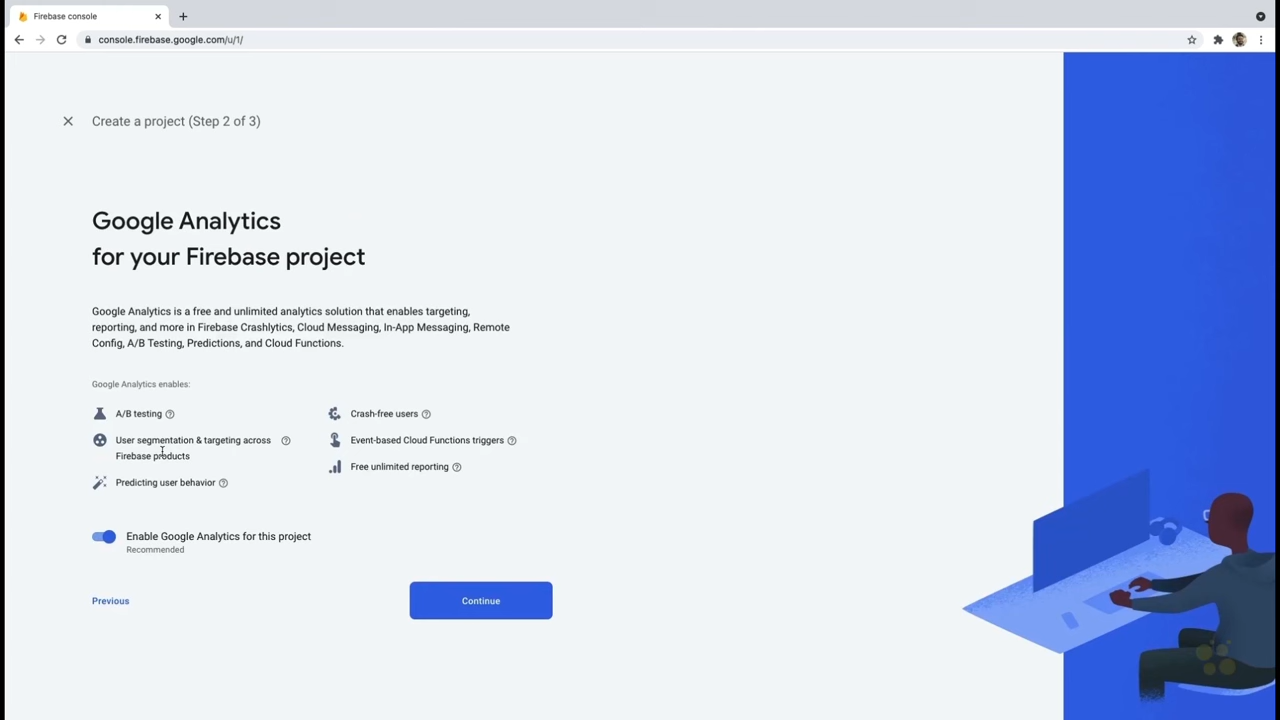 Firebase console
console.firebase.google.com/u/1/
Create a project (Step 2 of 3)
Google Analytics
for your Firebase project
Google Analytics is a free and unlimited analytics solution that enables targeting,
reporting, and more in Firebase Crashlytics, Cloud Messaging, In-App Messaging, Remote
Config, A/B Testing, Predictions, and Cloud Functions.
Google Analytics enables:
A/B testing
User segmentation & targeting across
Firebase products
Predicting user behavior
Crash-free users
Event-based Cloud Functions triggers
Free unlimited reporting
Enable Google Analytics for this project
Recommended
Previous
Continue